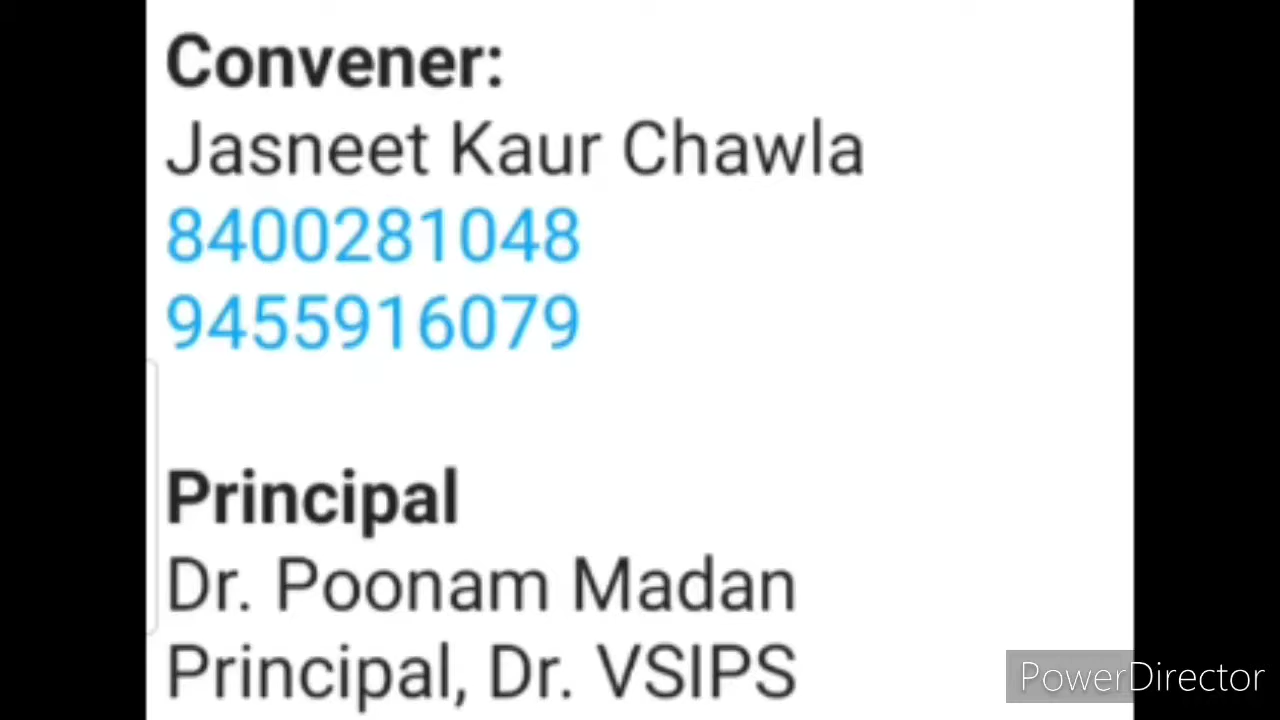 Convener:
Jasneet Kaur Chawla
8400281048
9455916079
Principal
Dr. Poonam Madan
Principal, Dr. VSIPS
PowerDirector